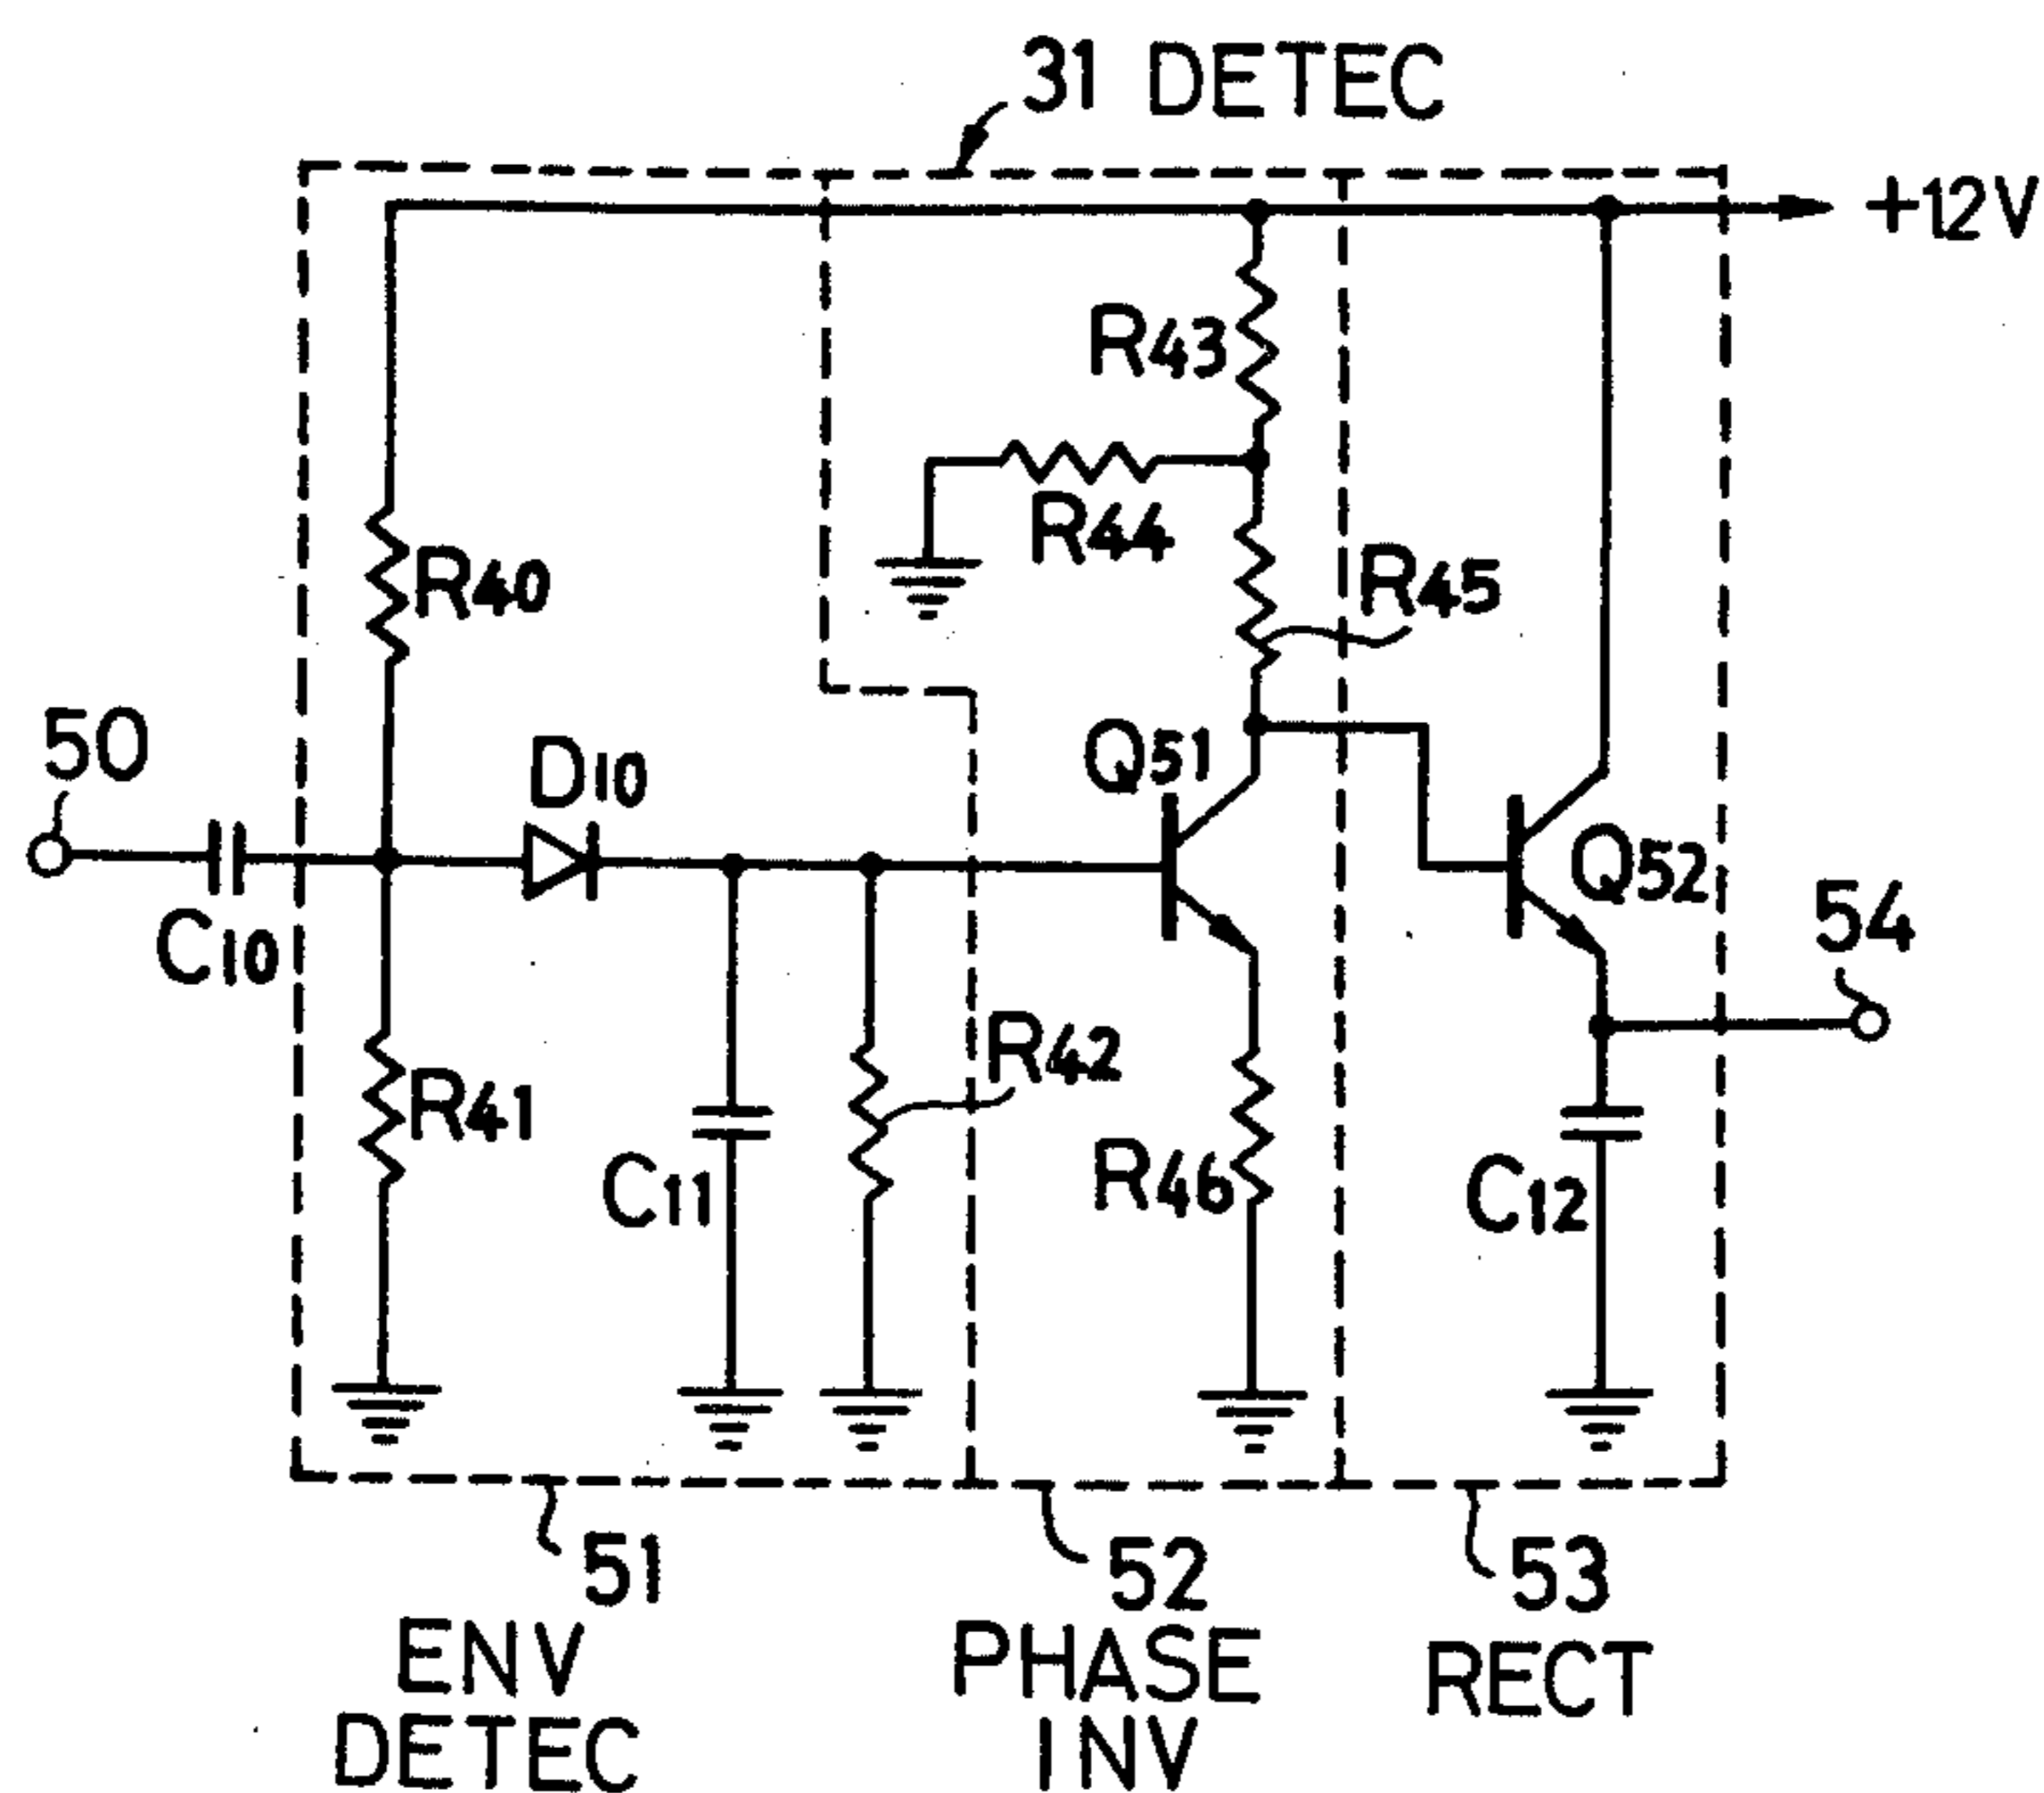 31 DETEC
+12V
R43
R44
R40
R45
50
D10
Q51
Q52
C10
54
R42
R41
C11
R46
C12
51
52
53
ENV
DETEC
PHASE
INV
RECT